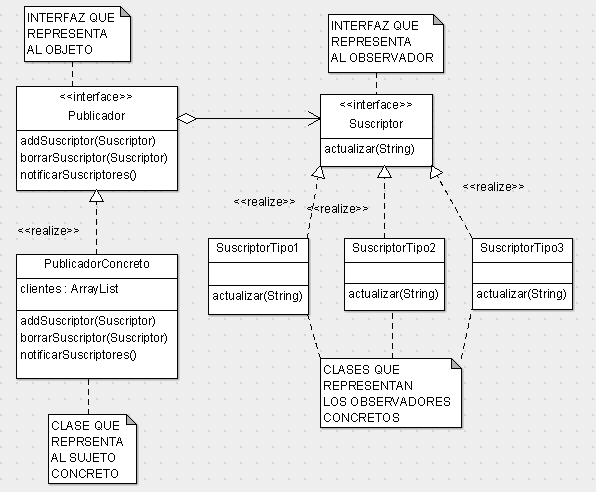 INTERFAZ QUE
REPRESENTA
AL OBJETO
INTERFAZ QUE
REPRESENTA
AL OBSERVADOR
<<interface>>
Publicador
addSuscriptor(Suscriptor)
borrarSuscriptor(Suscriptor)
notificarSuscriptores()
<<interface>>
Suscriptor
actualizar(String)
<<realize>>
<<realize>>
<<realize>>
<<realize>>
PublicadorConcreto
clientes : ArrayList
addSuscriptor(Suscriptor)
borrarSuscriptor(Suscriptor)
notificarSuscriptores()
SuscriptorTipo1
actualizar(String)
SuscriptorTipo2
actualizar(String)
SuscriptorTipo3
actualizar(String)
CLASES QUE
REPRESENTAN
LOS OBSERVADORES
CONCRETOS
CLASE QUE
REPRSENTA
AL SUJETO
CONCRETO